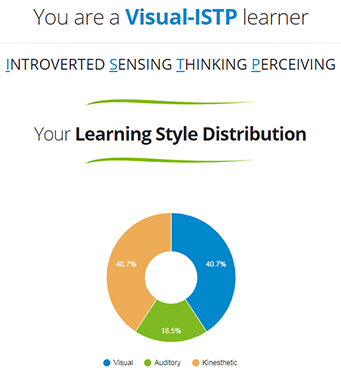 You are a Visual-ISTP learner
INTROVERTED SENSING THINKING PERCEIVING
Your Learning Style Distribution
40.7% 40.7%
18.5%
Visual Auditory Kinesthetic